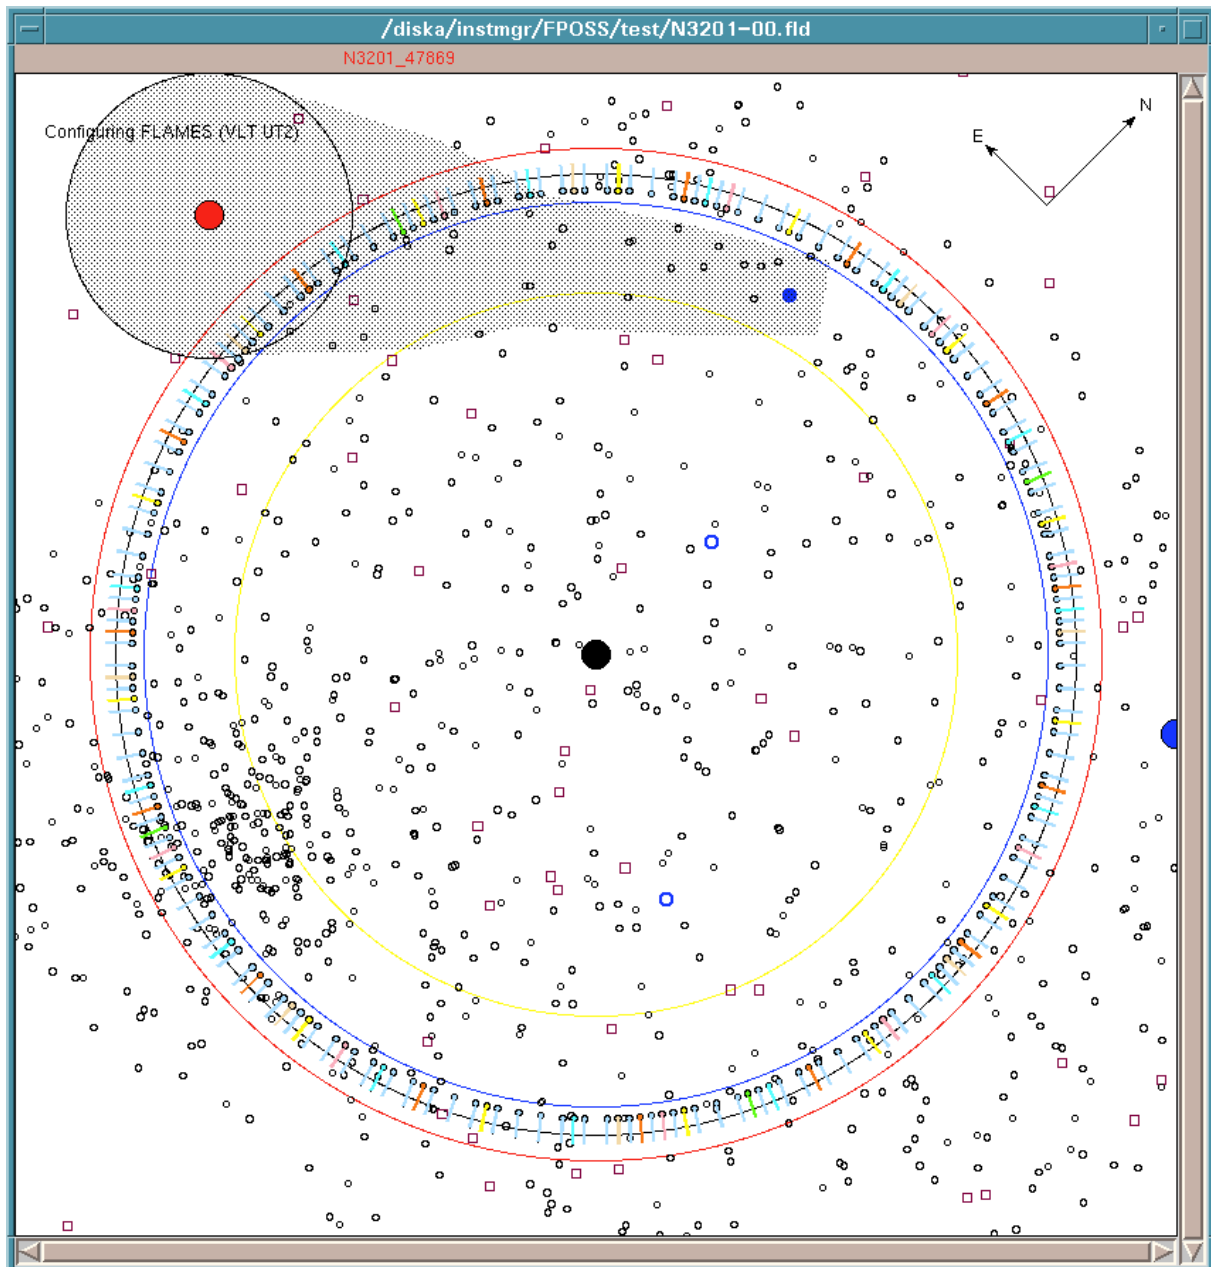 /diska/instmgr/FPOSS/test/N3201-00.fld
N3201_47869
Configuring FLAMES (VLT UT2)
N
E